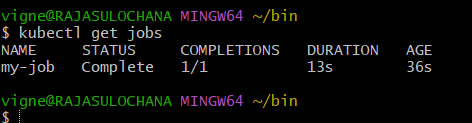 vigne@RAJASULOCHANA MINGW64 ~/bin
$ kubectl get jobs
NAME     STATUS     COMPLETIONS   DURATION   AGE
my-job   Complete   1/1           13s        36s
vigne@RAJASULOCHANA MINGW64 ~/bin
$